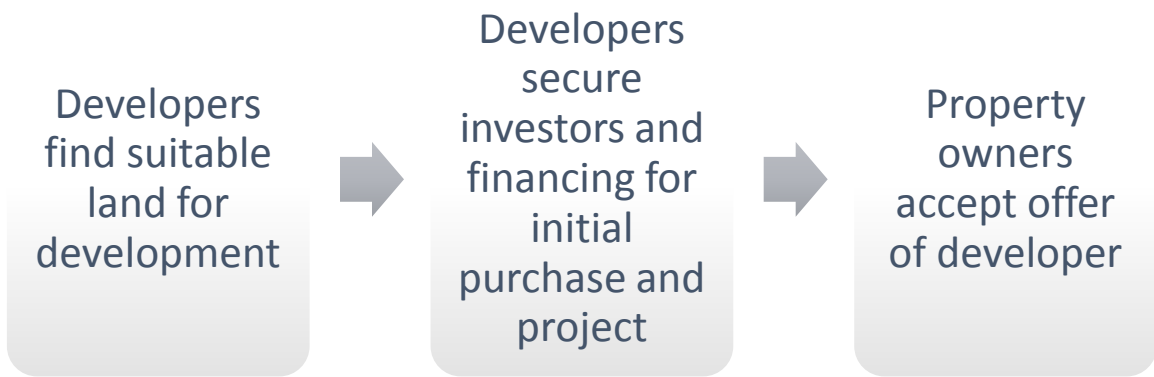 Developers
find suitable
land for
development
Developers
secure
investors and
financing for
initial
purchase and
project
Property
owners
accept offer
of developer